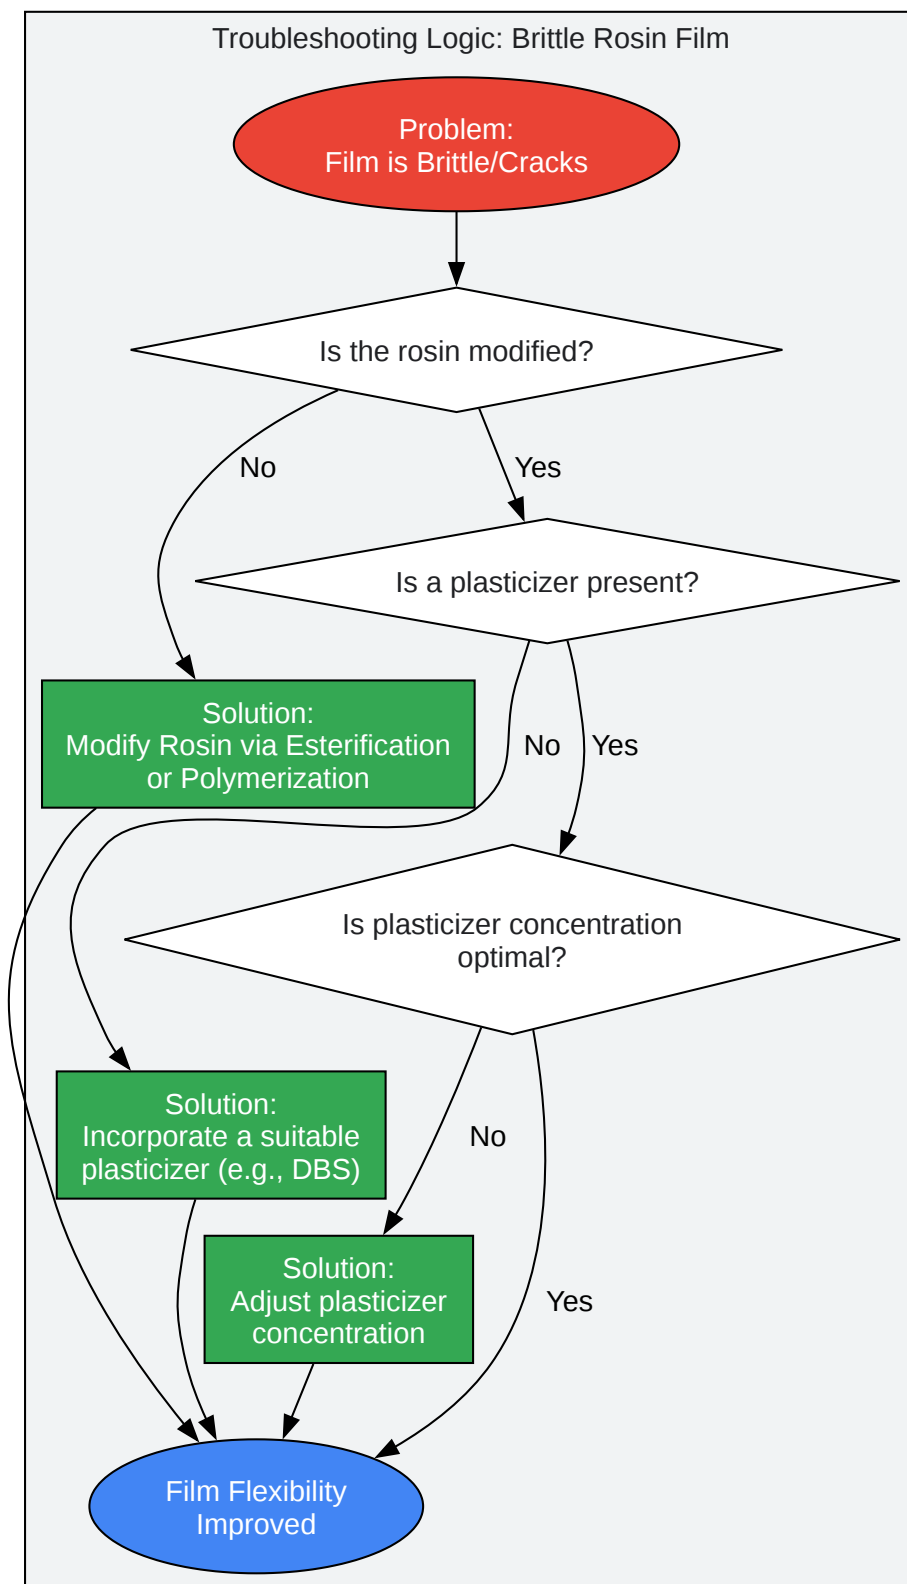 Troubleshooting Logic: Brittle Rosin Film
Problem:
Film is Brittle/Cracks
Is the rosin modified?
No
Yes
Is a plasticizer present?
Solution:
Modify Rosin via Esterification
or Polymerization
No
Yes
Is plasticizer concentration
optimal?
Solution:
Incorporate a suitable
plasticizer (e.g., DBS)
No
Solution:
Adjust plasticizer
concentration
Yes
Film Flexibility
Improved